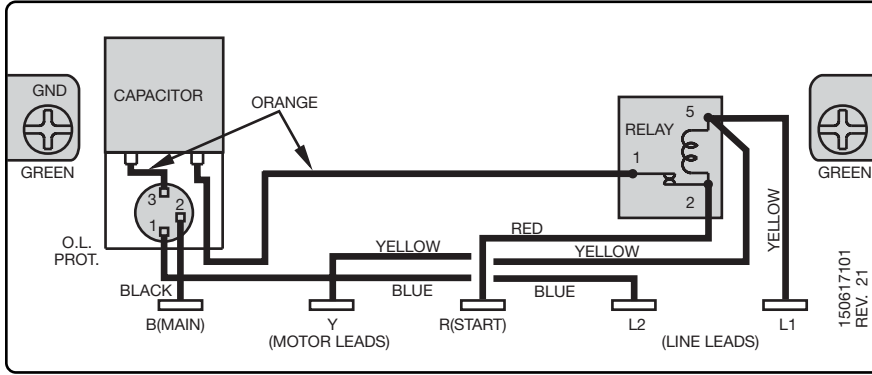 GND
GREEN
CAPACITOR
ORANGE
3
2
1
O.L.
PROT.
BLACK
B(MAIN)
YELLOW
BLUE
Y
(MOTOR LEADS)
RED
R(START)
YELLOW
BLUE
L2
(LINE LEADS)
L1
RELAY
5
1
2
YELLOW
GREEN
150617101
REV. 21